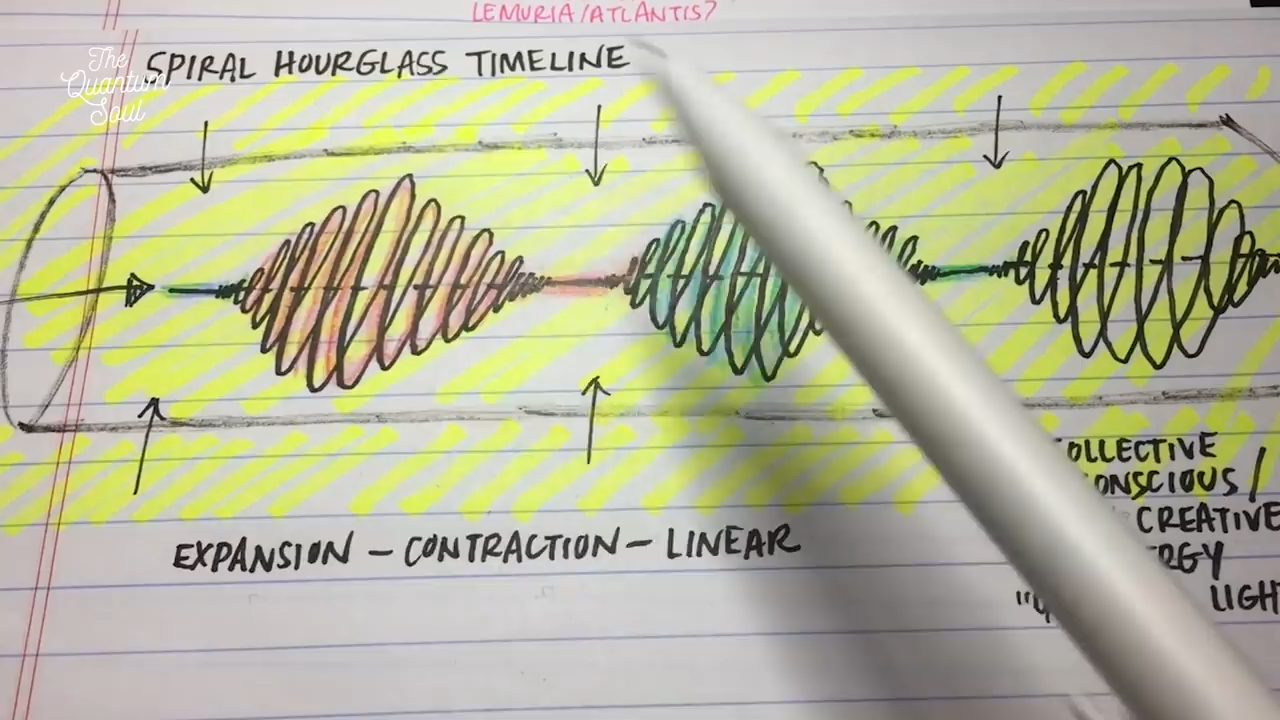 LEMURIA/ATLANTIS?
SPIRAL HOURGLASS TIMELINE
The
Quantum
Soul
EXPANSION – CONTRACTION – LINEAR
OLLECTIVE
ONSCIOUS /
CREATIVE
RGY
LIGH